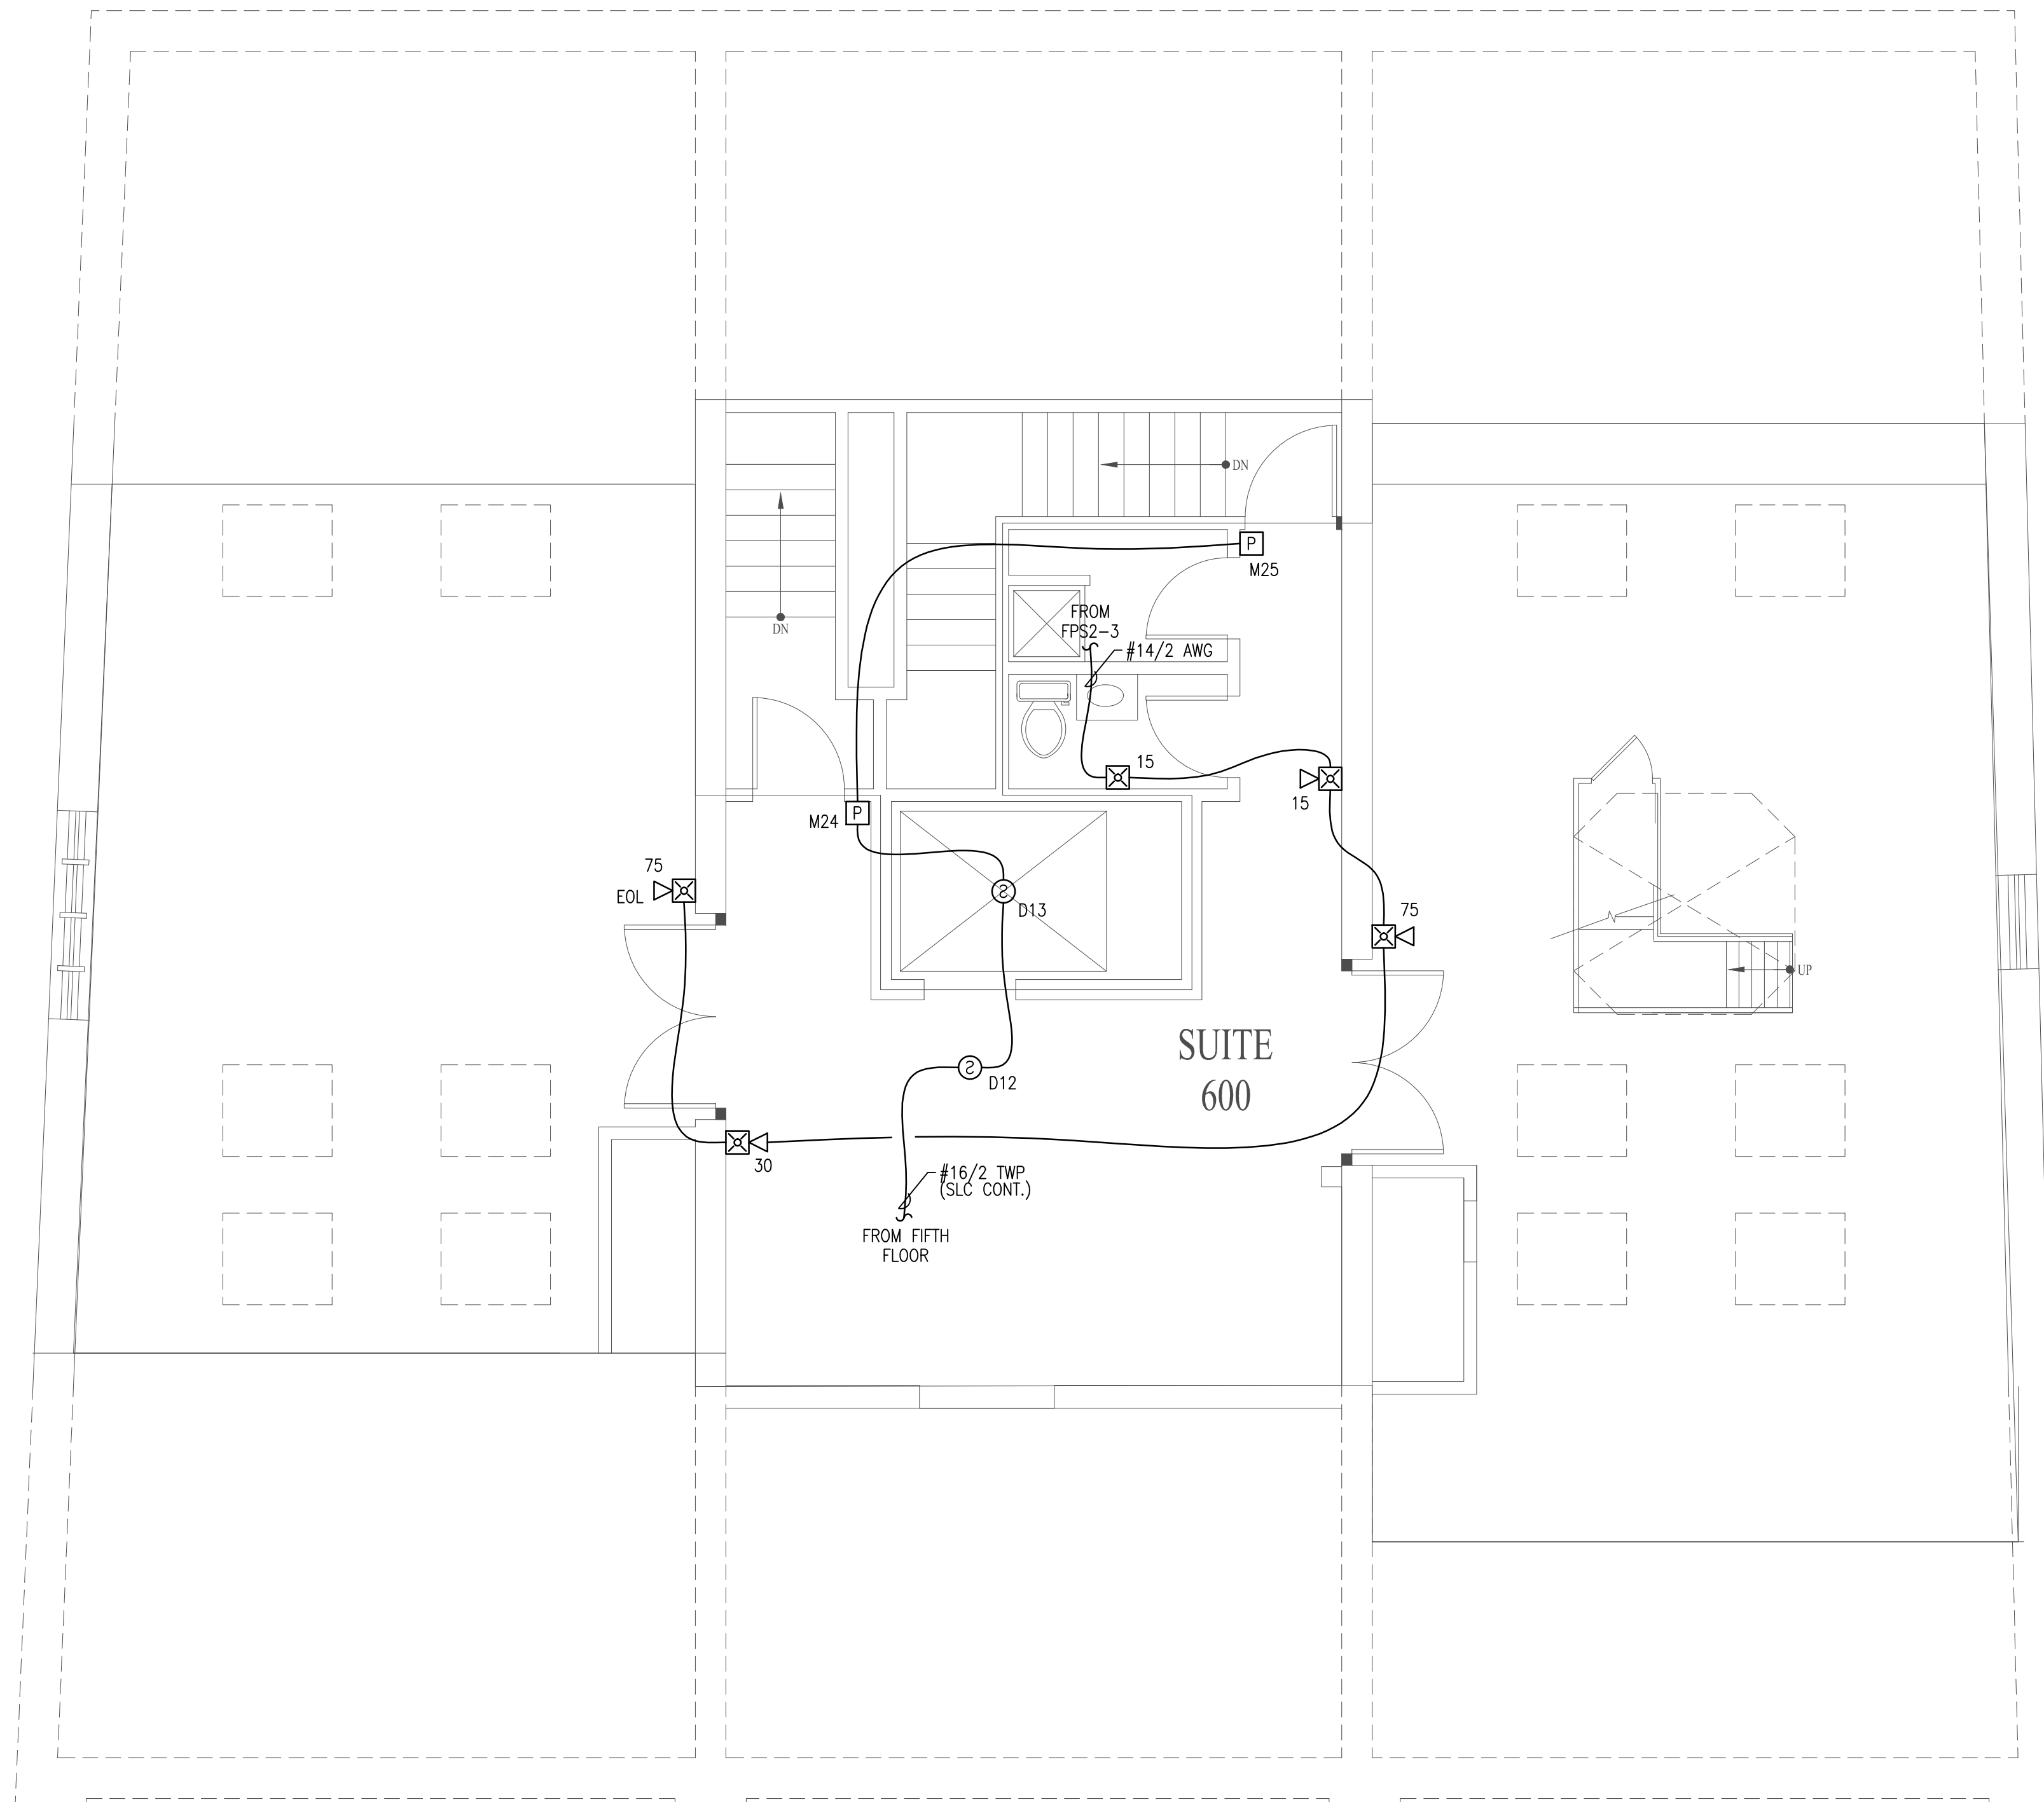 DN
P
M25
DN
FROM
FPS2-3
#14/2 AWG
15
15
P
M24
75
EOL
S
D13
75
UP
SUITE
600
S
D12
30
#16/2 TWP
(SLC CONT.)
FROM FIFTH
FLOOR